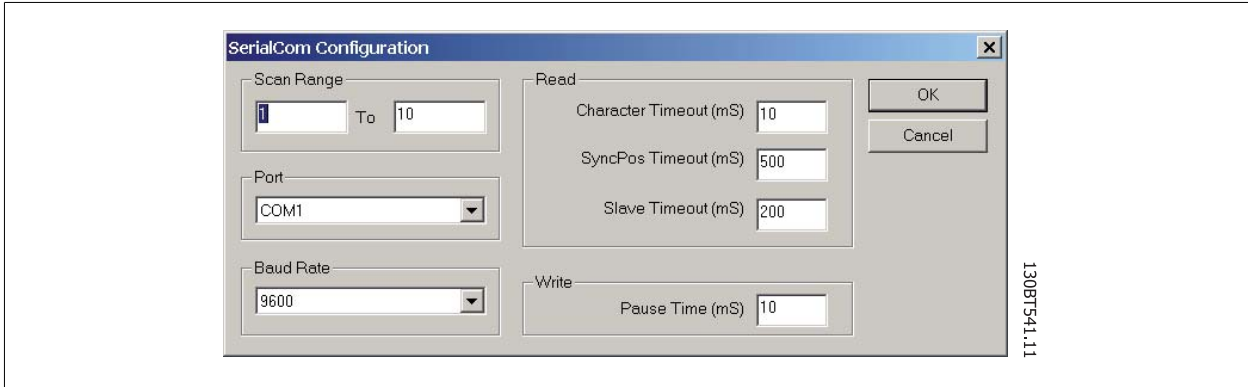 SerialCom Configuration
Scan Range
1 To 10
Port
COM1
Baud Rate
9600
Read
Character Timeout (mS) 10
SyncPos Timeout (mS) 500
Slave Timeout (mS) 200
Write
Pause Time (mS) 10
OK
Cancel
130BT541.11